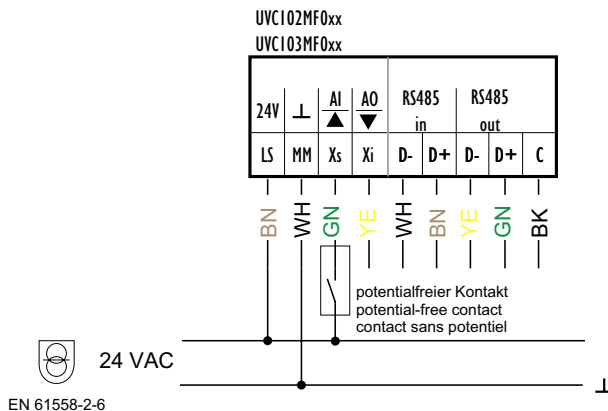 UVC102MF0xx
UVC103MF0xx
24V ⊥ AI AO RS485 in RS485 out
LS MM Xs Xi D- D+ D- D+ C
BN WH GN YE WH BN YE GN BK
potentialfreier Kontakt
potential-free contact
contact sans potentiel
24 VAC
⊥
EN 61558-2-6